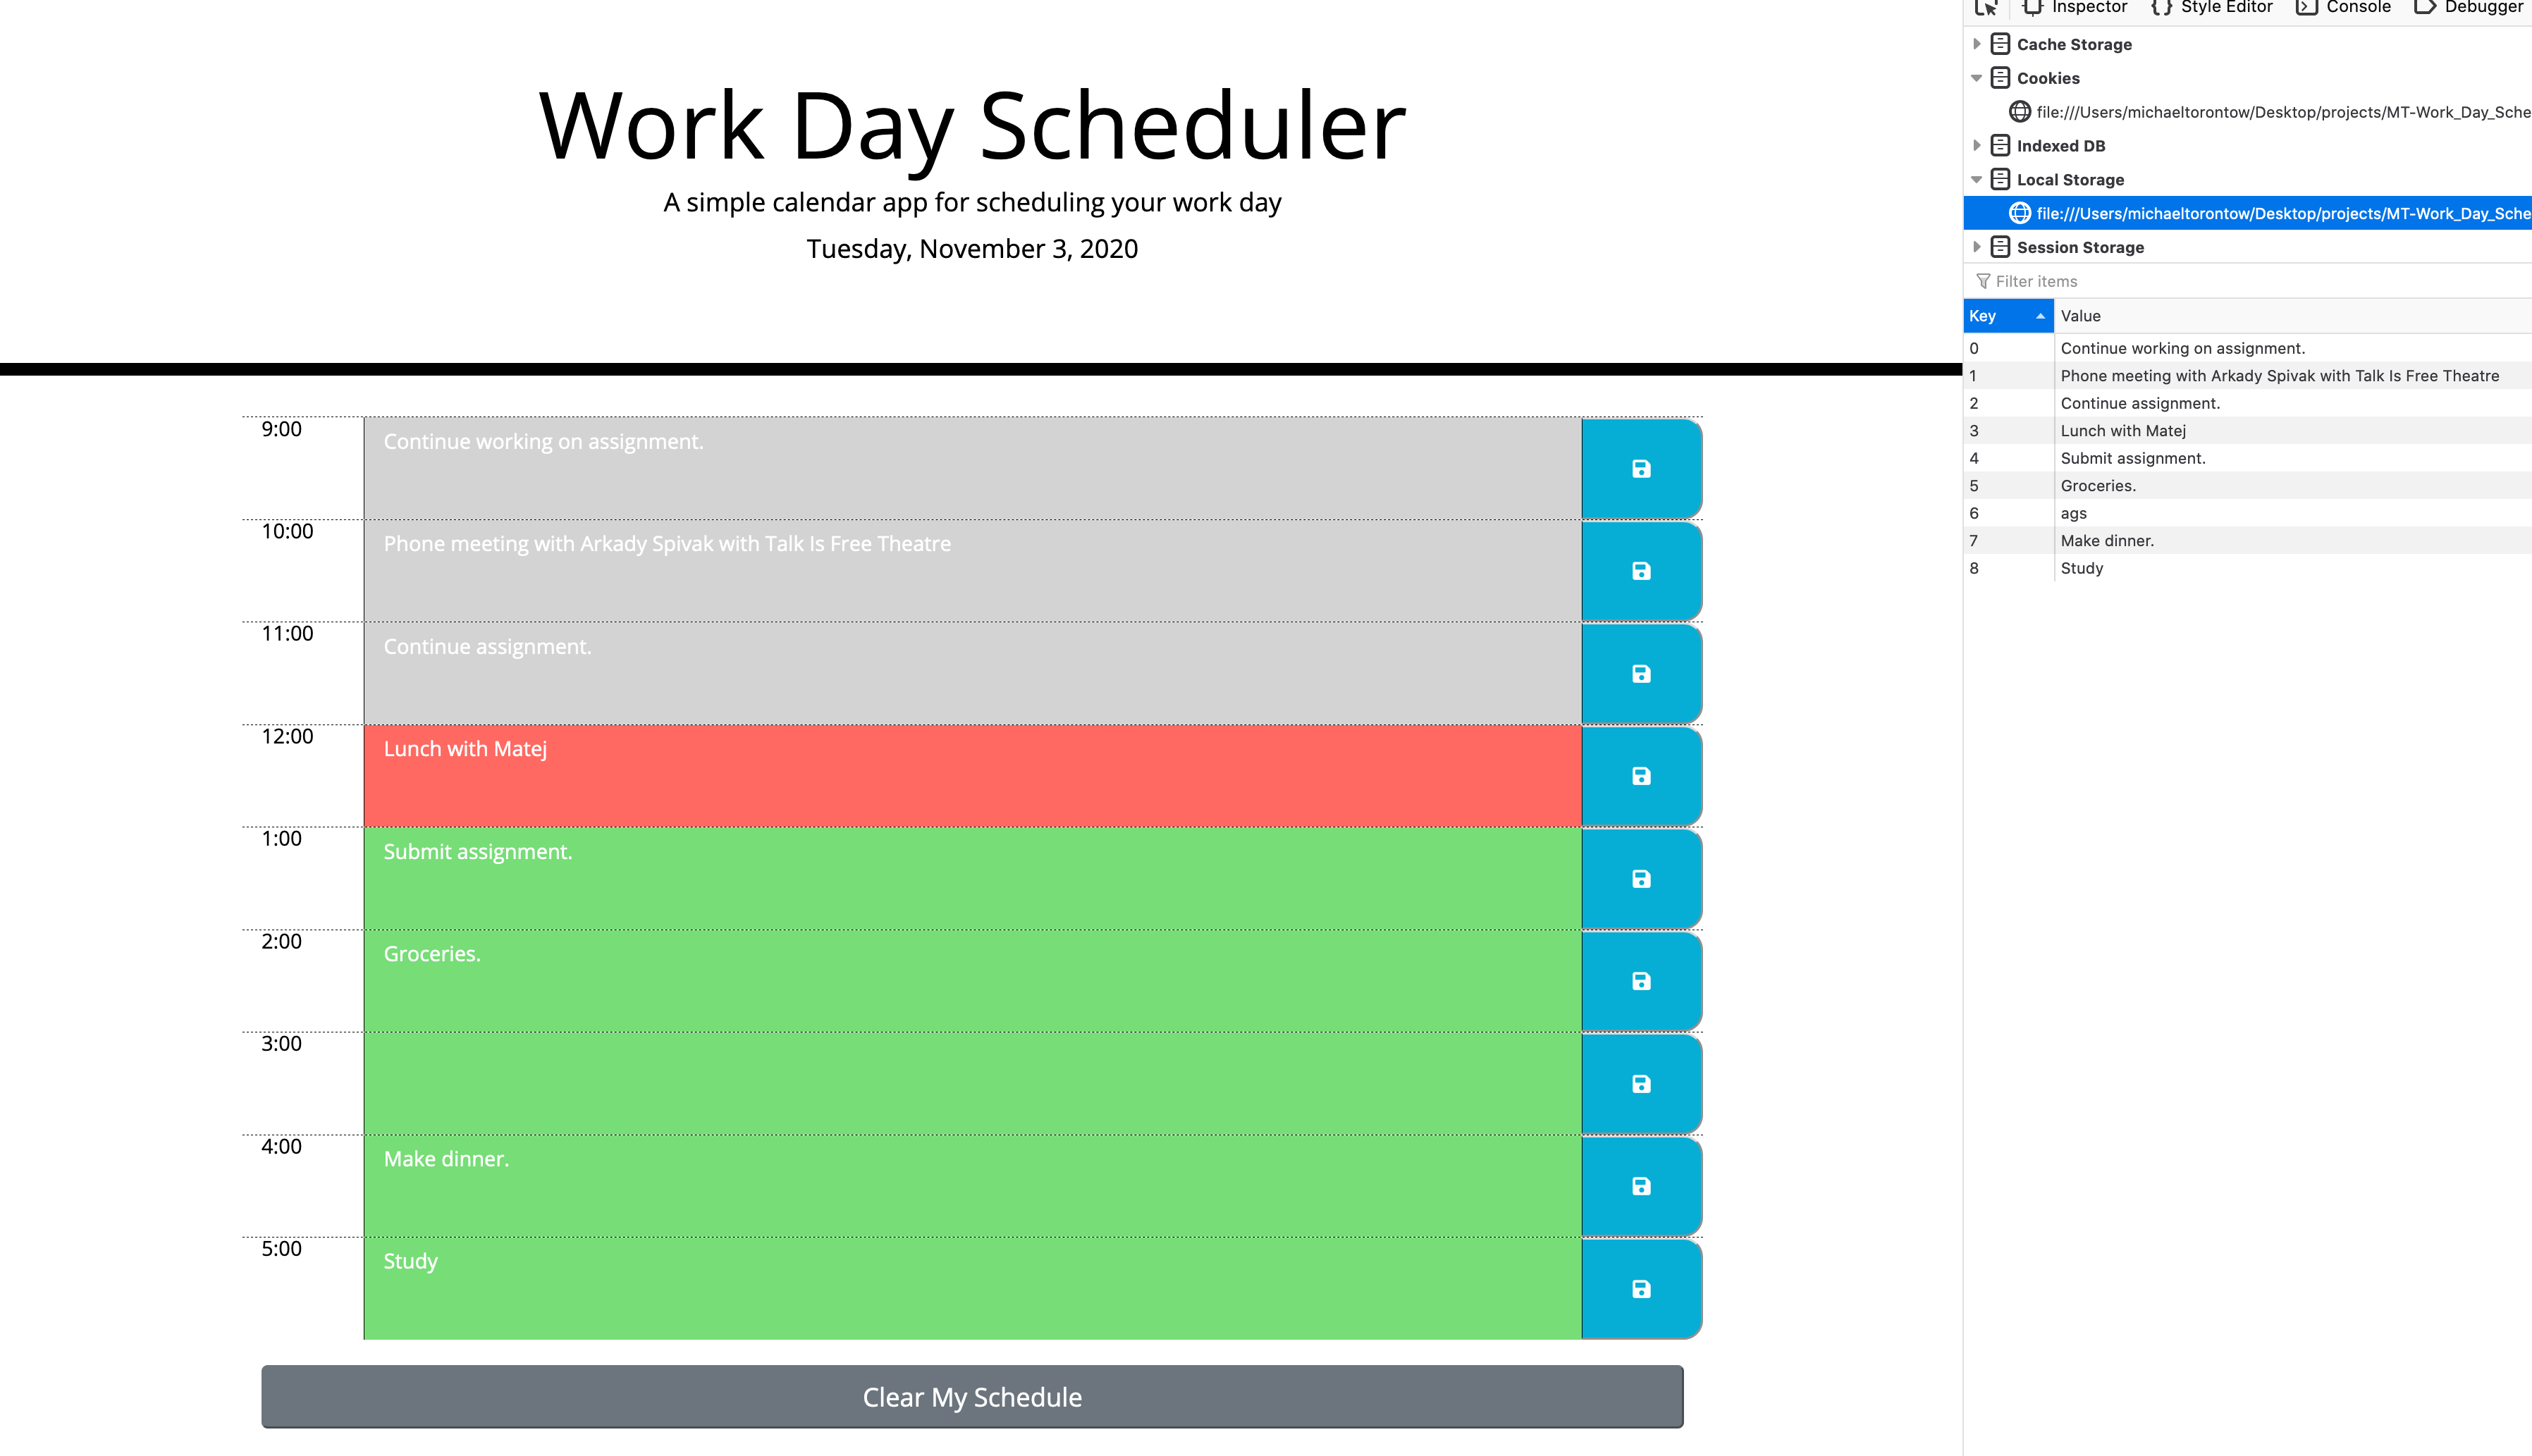 Work Day Scheduler
A simple calendar app for scheduling your work day
Tuesday, November 3, 2020
9:00 Continue working on assignment.
10:00 Phone meeting with Arkady Spivak with Talk Is Free Theatre
11:00 Continue assignment.
12:00 Lunch with Matej
1:00 Submit assignment.
2:00 Groceries.
3:00
4:00 Make dinner.
5:00 Study
Clear My Schedule
Inspector Style Editor Console Debugger
Cache Storage
Cookies
file:///Users/michaeltorontow/Desktop/projects/MT-Work_Day_Sche
Indexed DB
Local Storage
file:///Users/michaeltorontow/Desktop/projects/MT-Work_Day_Sche
Session Storage
Filter items
Key Value
0 Continue working on assignment.
1 Phone meeting with Arkady Spivak with Talk Is Free Theatre
2 Continue assignment.
3 Lunch with Matej
4 Submit assignment.
5 Groceries.
6 ags
7 Make dinner.
8 Study